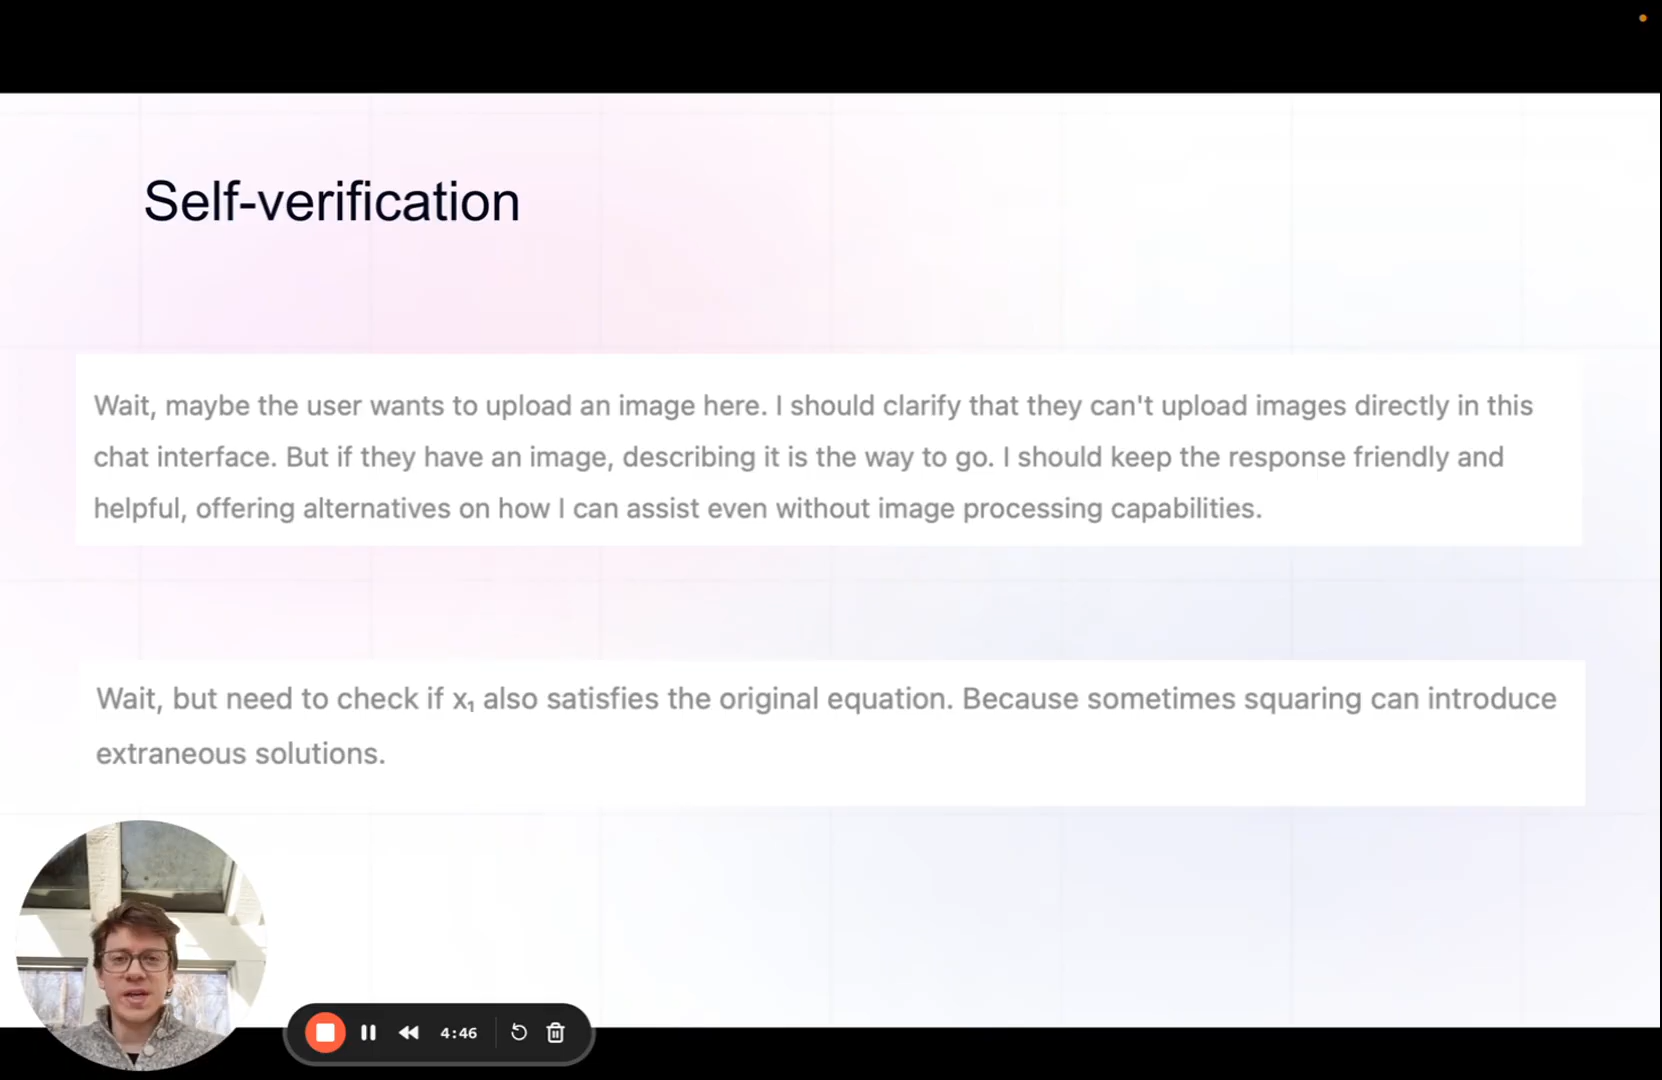 Self-verification
Wait, maybe the user wants to upload an image here. I should clarify that they can't upload images directly in this
chat interface. But if they have an image, describing it is the way to go. I should keep the response friendly and
helpful, offering alternatives on how I can assist even without image processing capabilities.
Wait, but need to check if x₁ also satisfies the original equation. Because sometimes squaring can introduce
extraneous solutions.
4:46